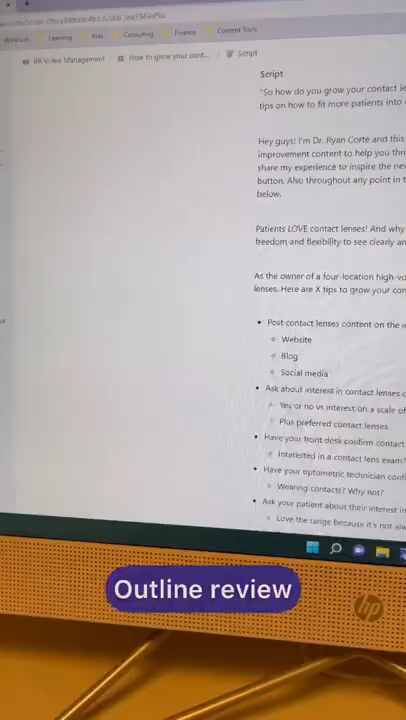 Workouts Learning Kids Consulting Finance Content Tools
Video Management / How to grow your cont... / Script
Script
"So how do you grow your contact le
tips on how to fit more patients into
Hey guys! I'm Dr. Ryan Corte and this
improvement content to help you thri
share my experience to inspire the ne
button. Also throughout any point in t
below.
Patients LOVE contact lenses! And why
freedom and flexibility to see clearly an
As the owner of a four-location high-vo
lenses. Here are X tips to grow your con
Post contact lenses content on the
Website
Blog
Social media
Ask about interest in contact lenses
Yes or no vs interest on a scale of
Plus preferred contact lenses
Have your front desk confirm contact
Interested in a contact lens exam?
Have your optometric technician conf
Wearing contacts? Why not?
Ask your patient about their interest in
Love the range because it's not al
Outline review
hp